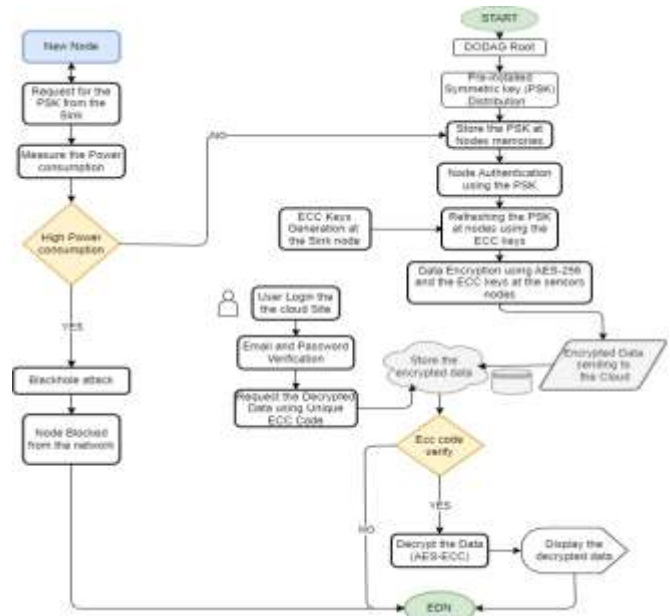 START
New Node
DODAG Root
Request for the
PSK from the
Sink
Pre-installed
Symmetric key (PSK)
Distribution
NO
Store the PSK at
Nodes memories
Measure the Power
consumption
Node Authentication
using the PSK
ECC Keys
Generation at
the Sink node
Refreshing the PSK
at nodes using the
ECC keys
High Power
consumption
Data Encryption using AES-256
and the ECC keys at the sensors
nodes
User Login the
the cloud Site
YES
Email and Password
Verification
Store the
encrypted data
Encrypted Data
sending to
the Cloud
Blackhole attack
Request the Decrypted
Data using Unique
ECC Code
Node Blocked
from the network
Ecc code
verify
YES
NO
Decrypt the Data
(AES-ECC)
Display the
decrypted data
EDN